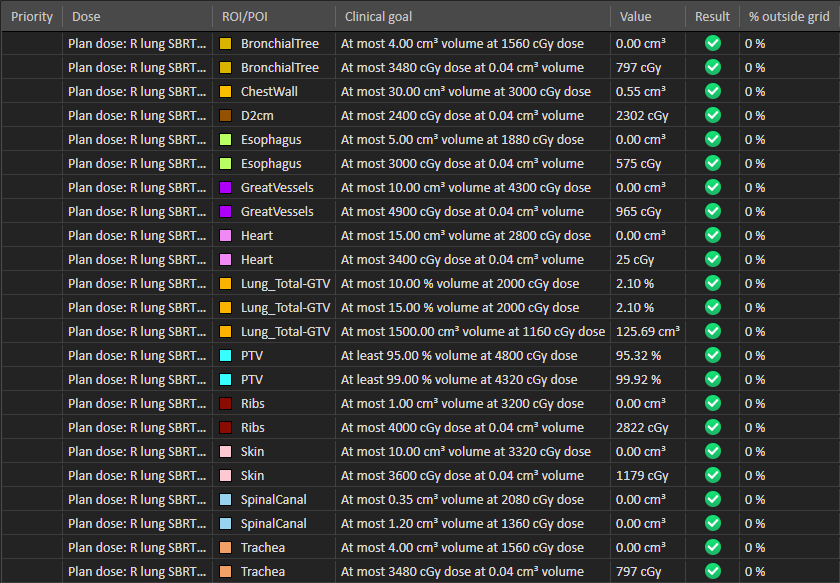 Priority Dose ROI/POI Clinical goal Value Result % outside grid
Plan dose: R lung SBRT... BronchialTree At most 4.00 cm³ volume at 1560 cGy dose 0.00 cm³ 0 %
Plan dose: R lung SBRT... BronchialTree At most 3480 cGy dose at 0.04 cm³ volume 797 cGy 0 %
Plan dose: R lung SBRT... ChestWall At most 30.00 cm³ volume at 3000 cGy dose 0.55 cm³ 0 %
Plan dose: R lung SBRT... D2cm At most 2400 cGy dose at 0.04 cm³ volume 2302 cGy 0 %
Plan dose: R lung SBRT... Esophagus At most 5.00 cm³ volume at 1880 cGy dose 0.00 cm³ 0 %
Plan dose: R lung SBRT... Esophagus At most 3000 cGy dose at 0.04 cm³ volume 575 cGy 0 %
Plan dose: R lung SBRT... GreatVessels At most 10.00 cm³ volume at 4300 cGy dose 0.00 cm³ 0 %
Plan dose: R lung SBRT... GreatVessels At most 4900 cGy dose at 0.04 cm³ volume 965 cGy 0 %
Plan dose: R lung SBRT... Heart At most 15.00 cm³ volume at 2800 cGy dose 0.00 cm³ 0 %
Plan dose: R lung SBRT... Heart At most 3400 cGy dose at 0.04 cm³ volume 25 cGy 0 %
Plan dose: R lung SBRT... Lung_Total-GTV At most 10.00 % volume at 2000 cGy dose 2.10 % 0 %
Plan dose: R lung SBRT... Lung_Total-GTV At most 15.00 % volume at 2000 cGy dose 2.10 % 0 %
Plan dose: R lung SBRT... Lung_Total-GTV At most 1500.00 cm³ volume at 1160 cGy dose 125.69 cm³ 0 %
Plan dose: R lung SBRT... PTV At least 95.00 % volume at 4800 cGy dose 95.32 % 0 %
Plan dose: R lung SBRT... PTV At least 99.00 % volume at 4320 cGy dose 99.92 % 0 %
Plan dose: R lung SBRT... Ribs At most 1.00 cm³ volume at 3200 cGy dose 0.00 cm³ 0 %
Plan dose: R lung SBRT... Ribs At most 4000 cGy dose at 0.04 cm³ volume 2822 cGy 0 %
Plan dose: R lung SBRT... Skin At most 10.00 cm³ volume at 3320 cGy dose 0.00 cm³ 0 %
Plan dose: R lung SBRT... Skin At most 3600 cGy dose at 0.04 cm³ volume 1179 cGy 0 %
Plan dose: R lung SBRT... SpinalCanal At most 0.35 cm³ volume at 2080 cGy dose 0.00 cm³ 0 %
Plan dose: R lung SBRT... SpinalCanal At most 1.20 cm³ volume at 1360 cGy dose 0.00 cm³ 0 %
Plan dose: R lung SBRT... Trachea At most 4.00 cm³ volume at 1560 cGy dose 0.00 cm³ 0 %
Plan dose: R lung SBRT... Trachea At most 3480 cGy dose at 0.04 cm³ volume 797 cGy 0 %